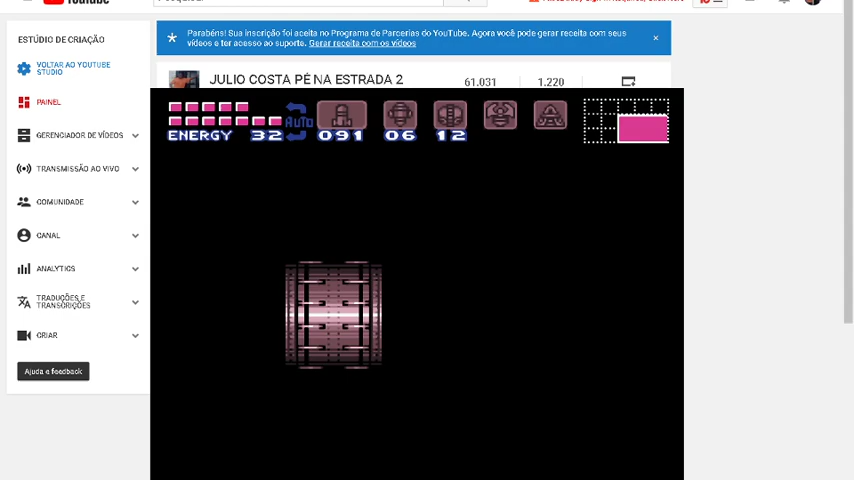 ESTÚDIO DE CRIAÇÃO
VOLTAR AO YOUTUBE
STUDIO
PAINEL
GERENCIADOR DE VÍDEOS
TRANSMISSÃO AO VIVO
COMUNIDADE
CANAL
ANALYTICS
TRADUÇÕES E
TRANSCRIÇÕES
CRIAR
Ajuda e feedback
Parabéns! Sua inscrição foi aceita no Programa de Parcerias do YouTube. Agora você pode gerar receita com seus
vídeos e ter acesso ao suporte. Gerar receita com os vídeos
×
JULIO COSTA PÉ NA ESTRADA 2
61.031
1.220
AUTO
ENERGY 32
091
06
12